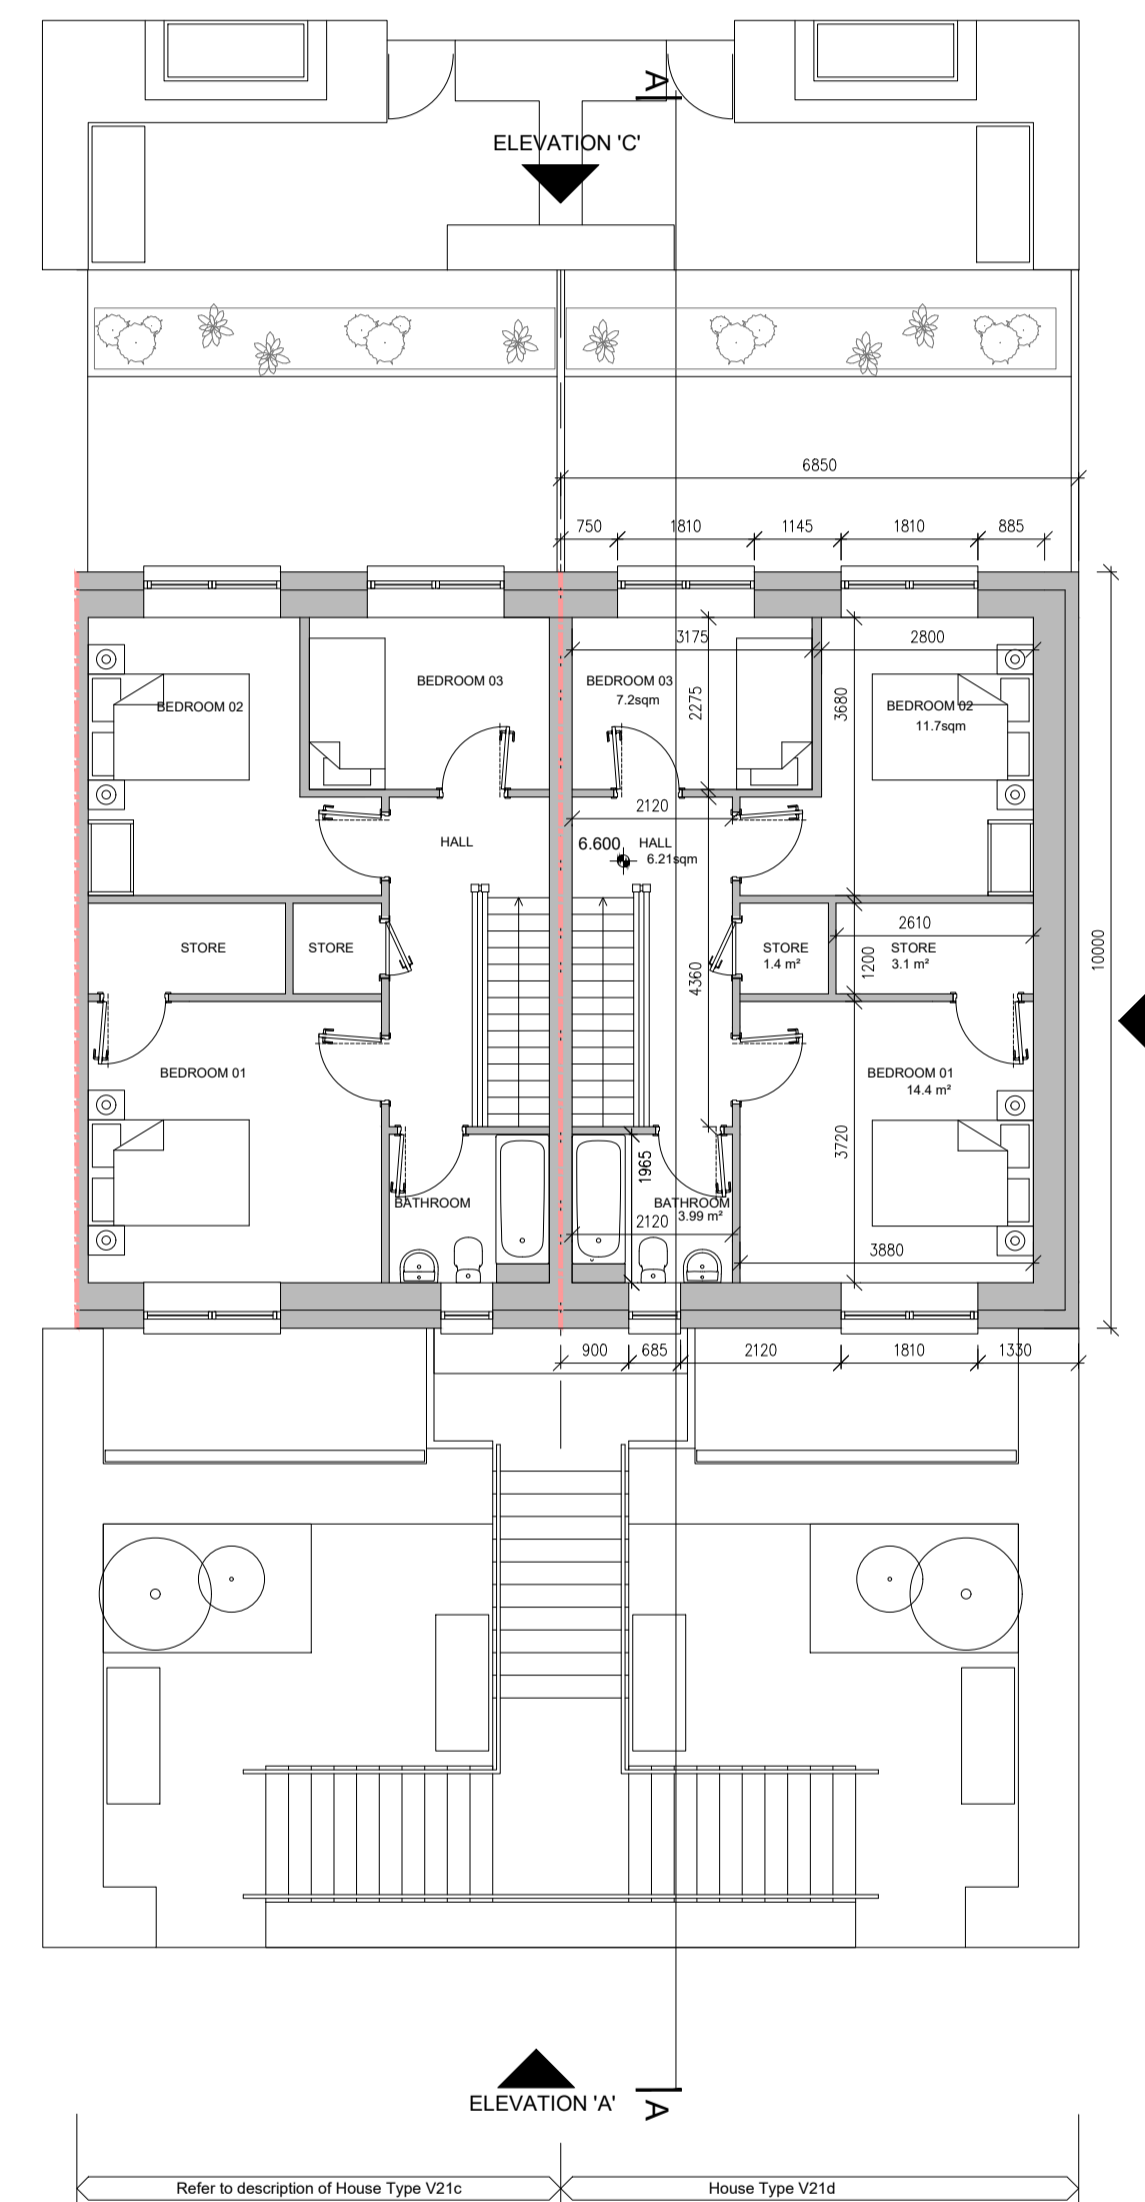 A
ELEVATION 'C'
6850
750 1810 1145 1810 885
3175 2800
BEDROOM 02
BEDROOM 03
BEDROOM 03
7.2sqm
2275
3680
BEDROOM 02
11.7sqm
2120
HALL
6.600
HALL
6.21sqm
STORE
STORE
4360
STORE
1.4 m²
1200
2610
STORE
3.1 m²
10000
BEDROOM 01
BEDROOM 01
14.4 m²
3720
BATHROOM
1965
BATHROOM
3.99 m²
2120
3880
900 685 2120 1810 1330
ELEVATION 'A'
A
Refer to description of House Type V21c
House Type V21d